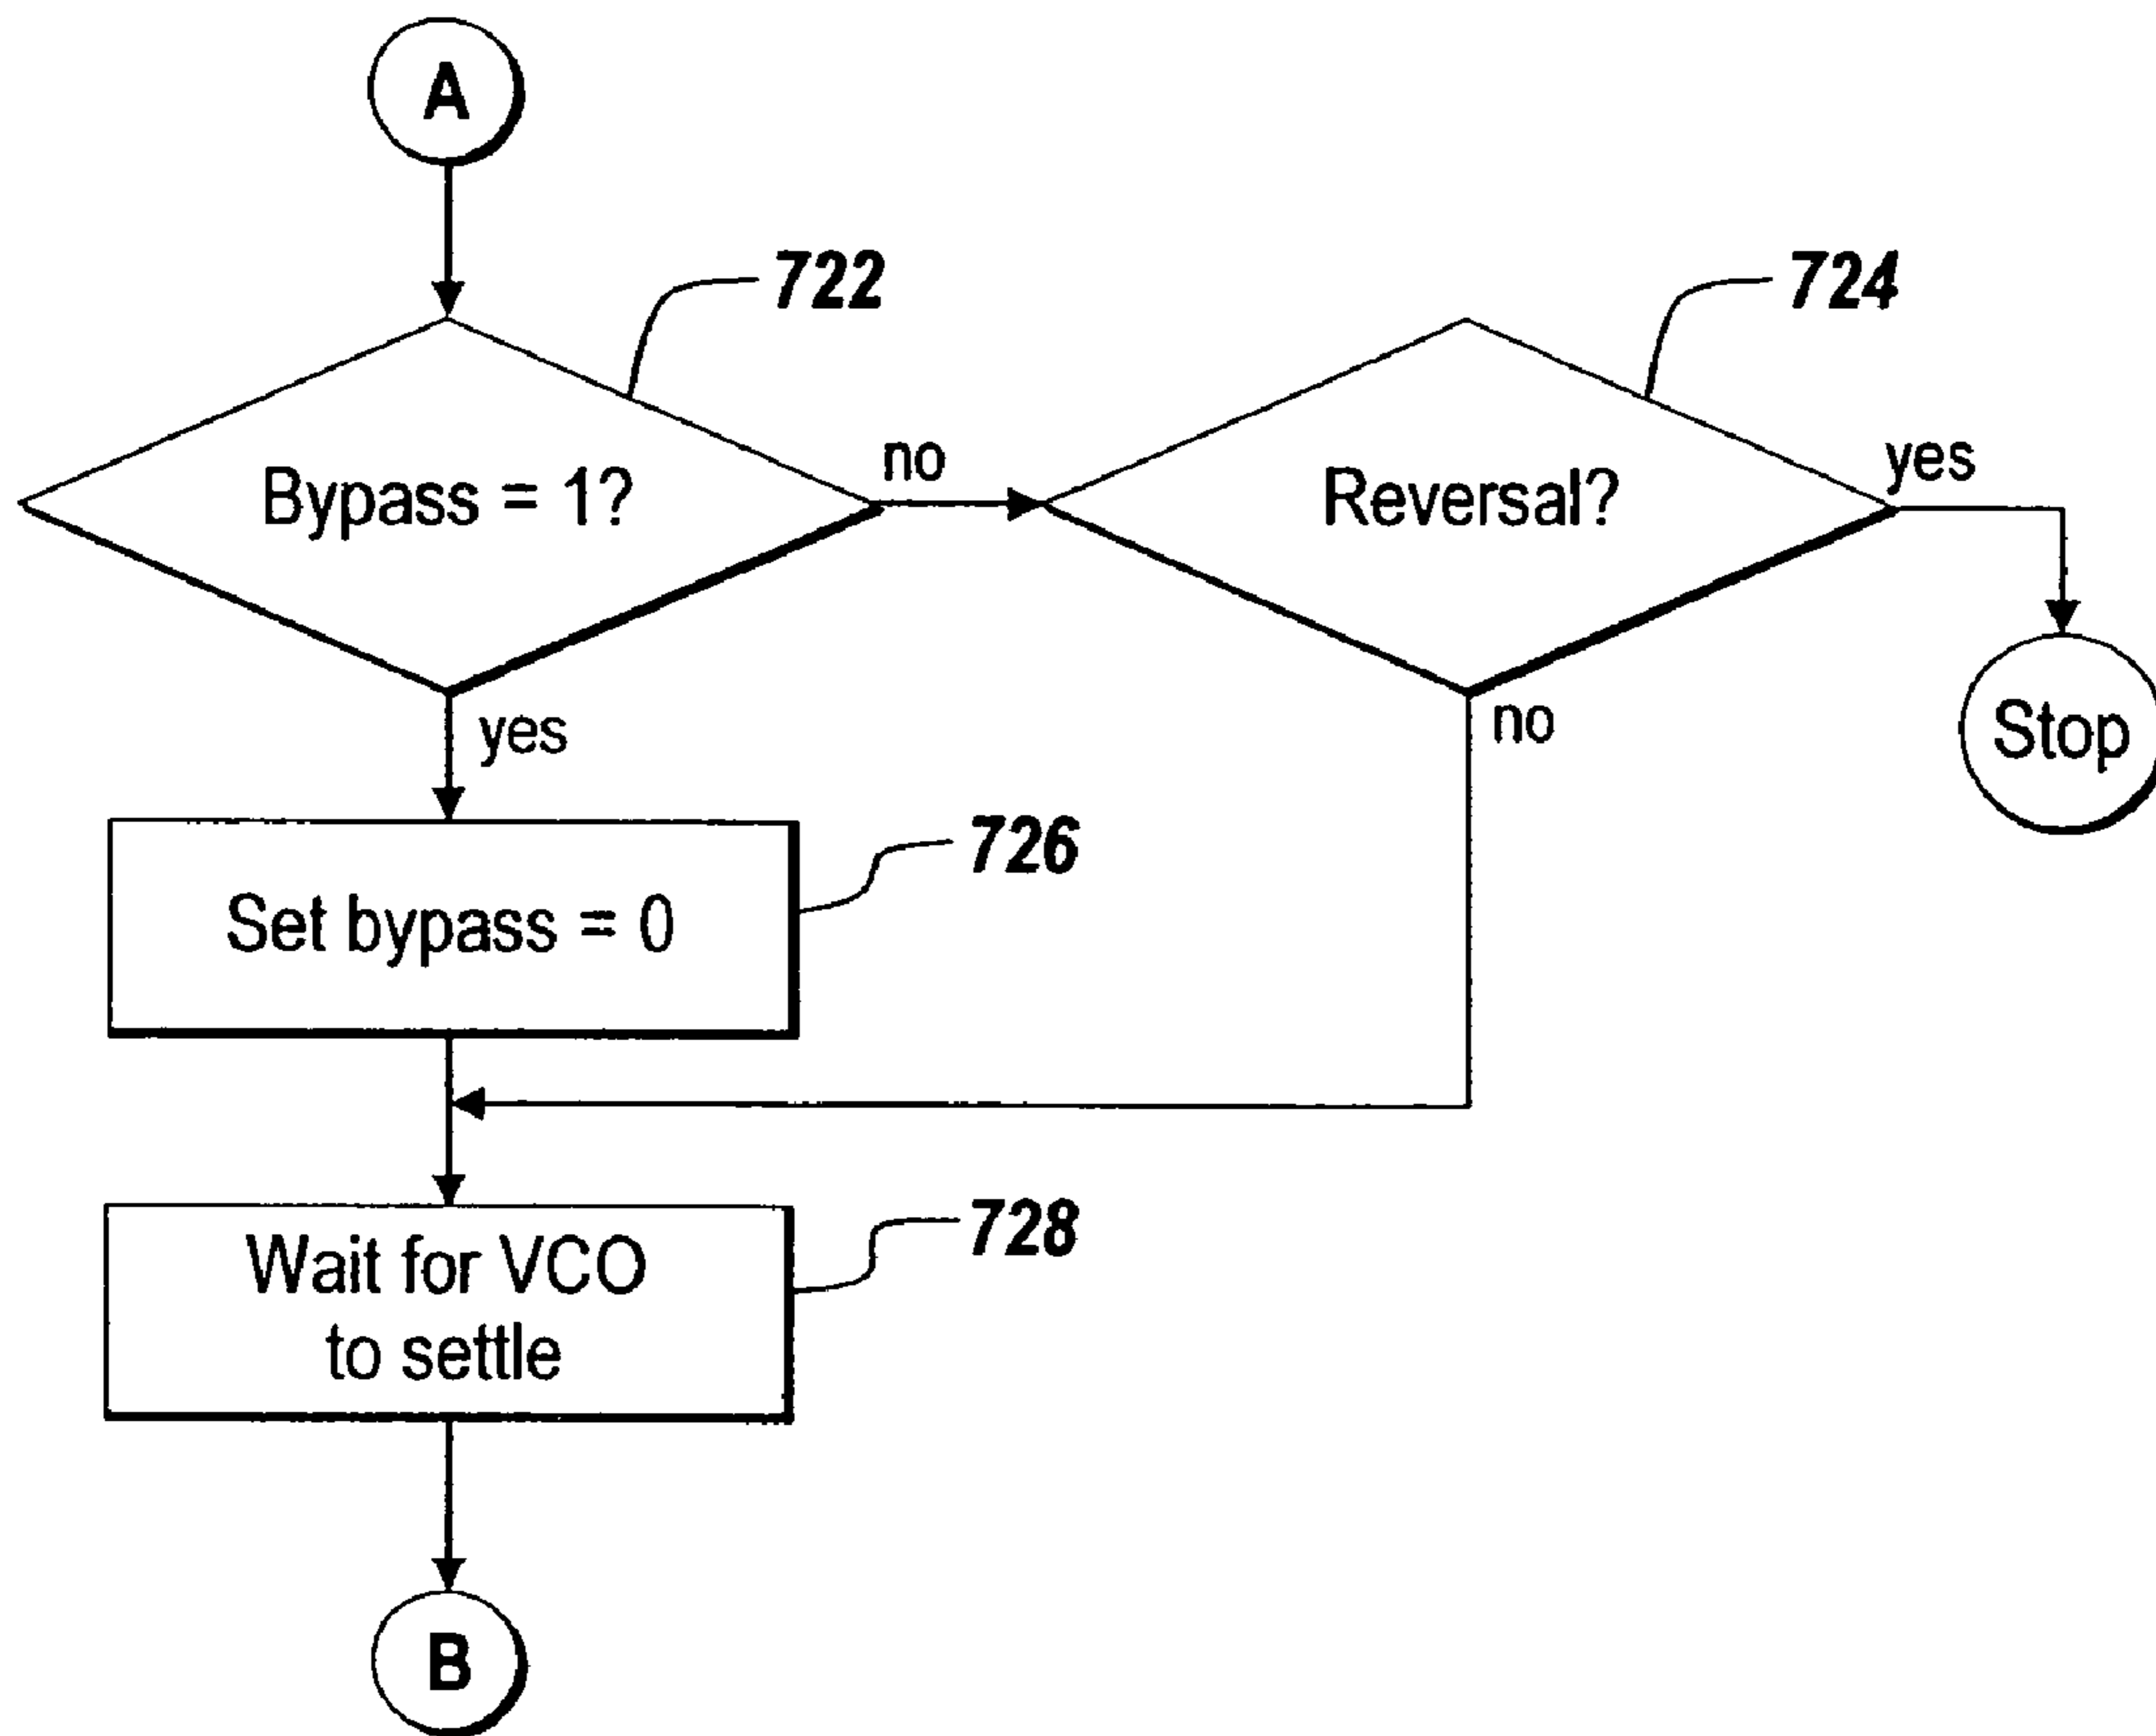 A
722
724
Bypass = 1?
no
Reversal?
yes
yes
no
Stop
726
Set bypass = 0
728
Wait for VCO
to settle
B